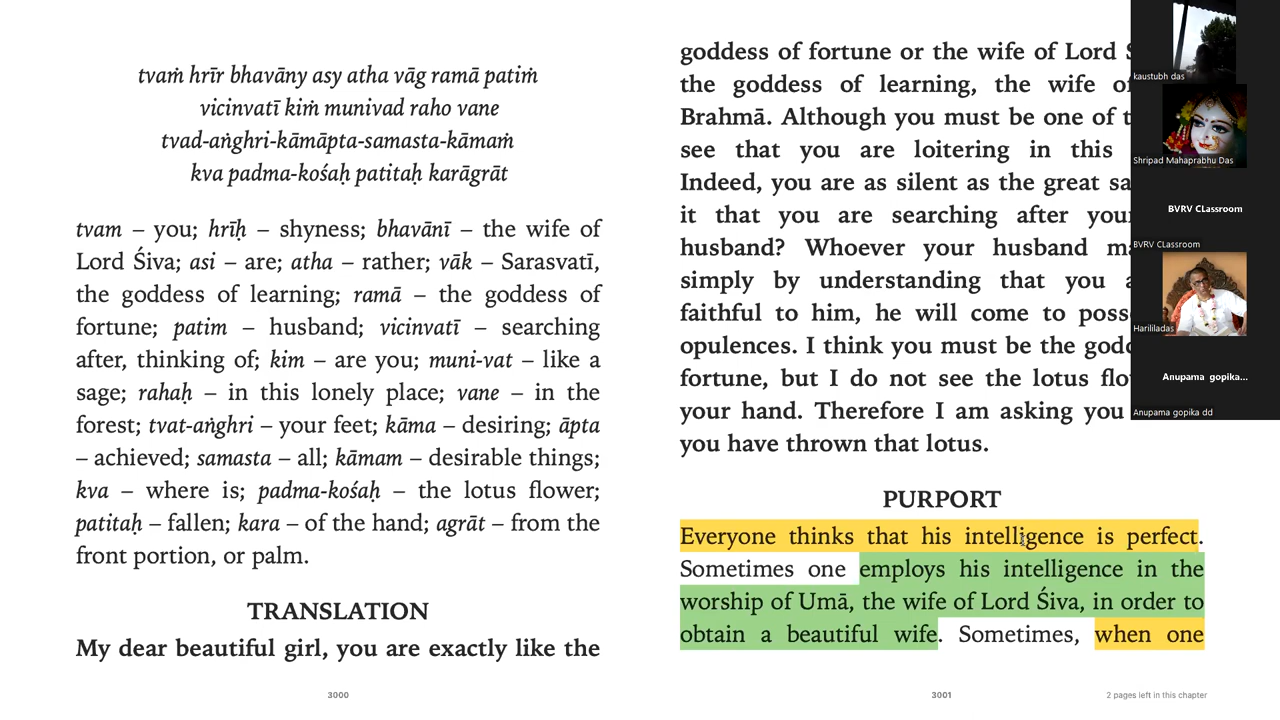 tvaṁ hrīr bhavāny asy atha vāg ramā patiṁ
vicinvatī kiṁ munivad raho vane
tvad-aṅghri-kāmāpta-samasta-kāmaṁ
kva padma-kośaḥ patitaḥ karāgrāt
tvam – you; hrīḥ – shyness; bhavānī – the wife of
Lord Śiva; asi – are; atha – rather; vāk – Sarasvatī,
the goddess of learning; ramā – the goddess of
fortune; patim – husband; vicinvatī – searching
after, thinking of; kim – are you; muni-vat – like a
sage; rahaḥ – in this lonely place; vane – in the
forest; tvat-aṅghri – your feet; kāma – desiring; āpta
– achieved; samasta – all; kāmam – desirable things;
kva – where is; padma-kośaḥ – the lotus flower;
patitaḥ – fallen; kara – of the hand; agrāt – from the
front portion, or palm.
TRANSLATION
My dear beautiful girl, you are exactly like the
3000
goddess of fortune or the wife of Lord
the goddess of learning, the wife
Brahmā. Although you must be one of
see that you are loitering in this
Indeed, you are as silent as the great
it that you are searching after
husband? Whoever your husband
simply by understanding that you
faithful to him, he will come to
opulences. I think you must be the
fortune, but I do not see the lotus
your hand. Therefore I am asking you
you have thrown that lotus.
PURPORT
Everyone thinks that his intelligence is perfect.
Sometimes one employs his intelligence in the
worship of Umā, the wife of Lord Śiva, in order to
obtain a beautiful wife. Sometimes, when one
3001
2 pages left in this chapter
kaustubh das
Shripad Mahaprabhu Das
BVRV CLassroom
BVRV CLassroom
Harililadas
Anupama gopika...
Anupama gopika dd